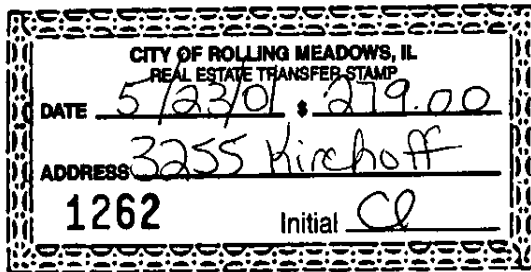 CITY OF ROLLING MEADOWS, IL
REAL ESTATE TRANSFER STAMP
DATE 5/23/01 $ 279.00
ADDRESS 3255 Kirchoff
1262 Initial Cl